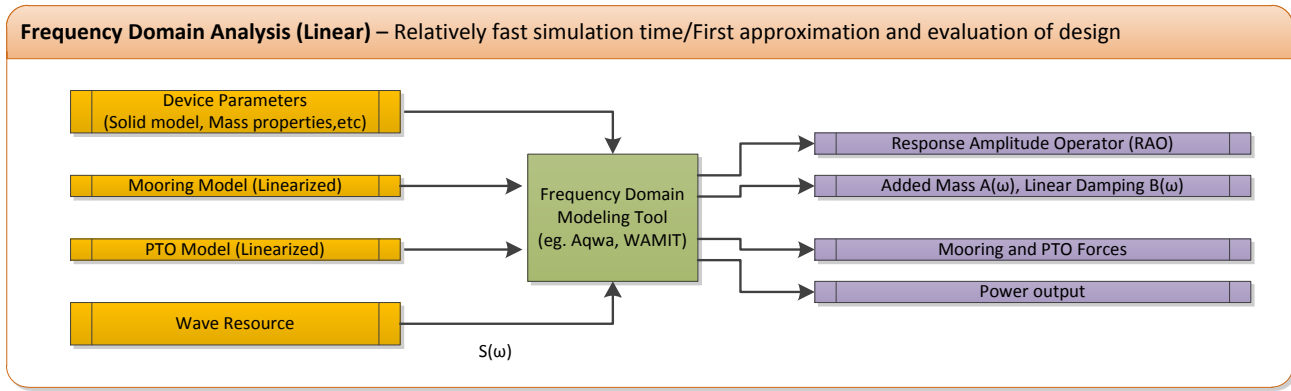 Frequency Domain Analysis (Linear) – Relatively fast simulation time/First approximation and evaluation of design
Device Parameters
(Solid model, Mass properties,etc)
Mooring Model (Linearized)
PTO Model (Linearized)
Wave Resource
S(ω)
Frequency Domain
Modeling Tool
(eg. Aqwa, WAMIT)
Response Amplitude Operator (RAO)
Added Mass A(ω), Linear Damping B(ω)
Mooring and PTO Forces
Power output